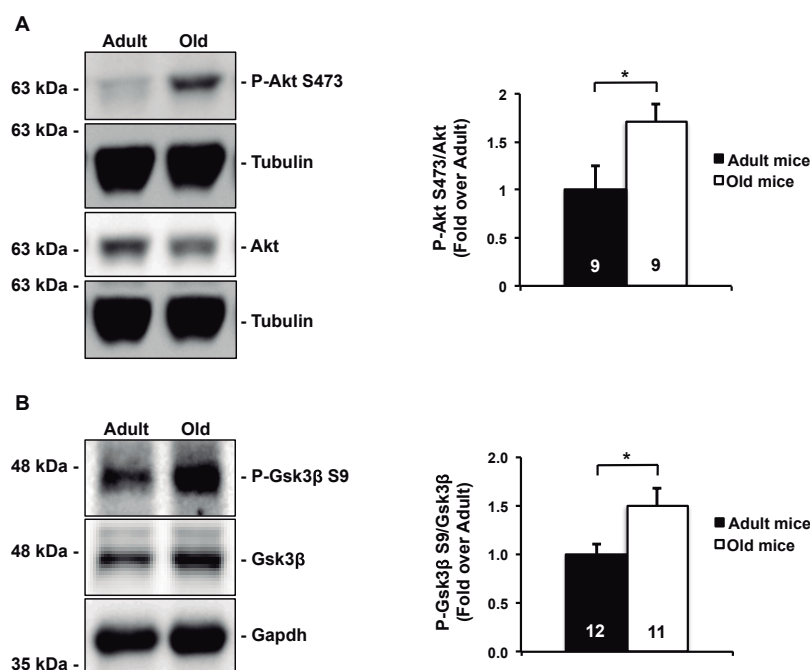 A
Adult Old
63 kDa -
- P-Akt S473
63 kDa -
- Tubulin
63 kDa -
- Akt
63 kDa -
- Tubulin
P-Akt S473/Akt
(Fold over Adult)
2
1.5
1
0.5
0
*
9 9
Adult mice
Old mice
B
Adult Old
48 kDa -
- P-Gsk3β S9
48 kDa -
- Gsk3β
- Gapdh
35 kDa -
P-Gsk3β S9/Gsk3β
(Fold over Adult)
2.0
1.5
1.0
0.5
0.0
*
12 11
Adult mice
Old mice